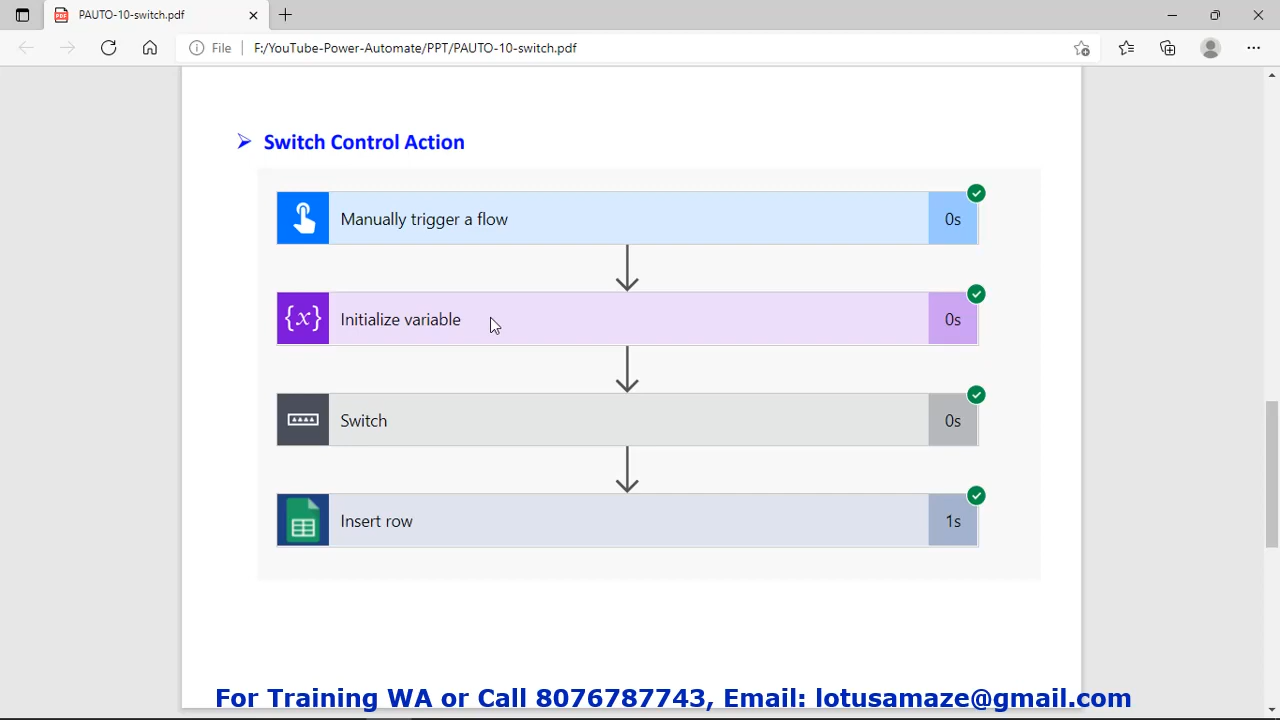 PAUTO-10-switch.pdf
File
F:/YouTube-Power-Automate/PPT/PAUTO-10-switch.pdf
Switch Control Action
Manually trigger a flow 0s
{x} Initialize variable 0s
Switch 0s
Insert row 1s
For Training WA or Call 8076787743, Email: lotusamaze@gmail.com